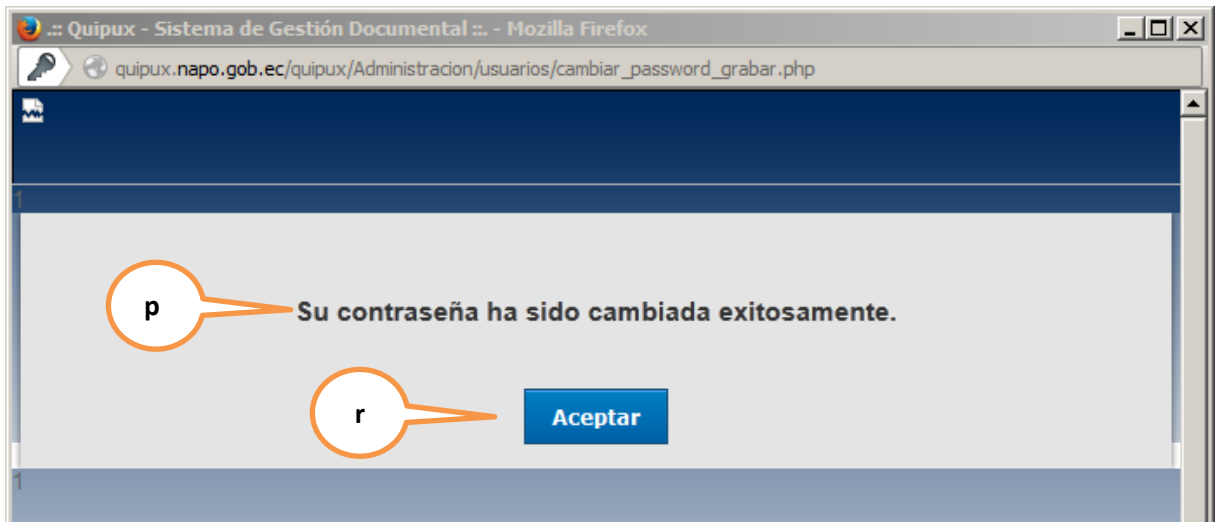 .:: Quipux - Sistema de Gestión Documental ::. - Mozilla Firefox
quipux.napo.gob.ec/quipux/Administracion/usuarios/cambiar_password_grabar.php
1
p
Su contraseña ha sido cambiada exitosamente.
r
Aceptar
1